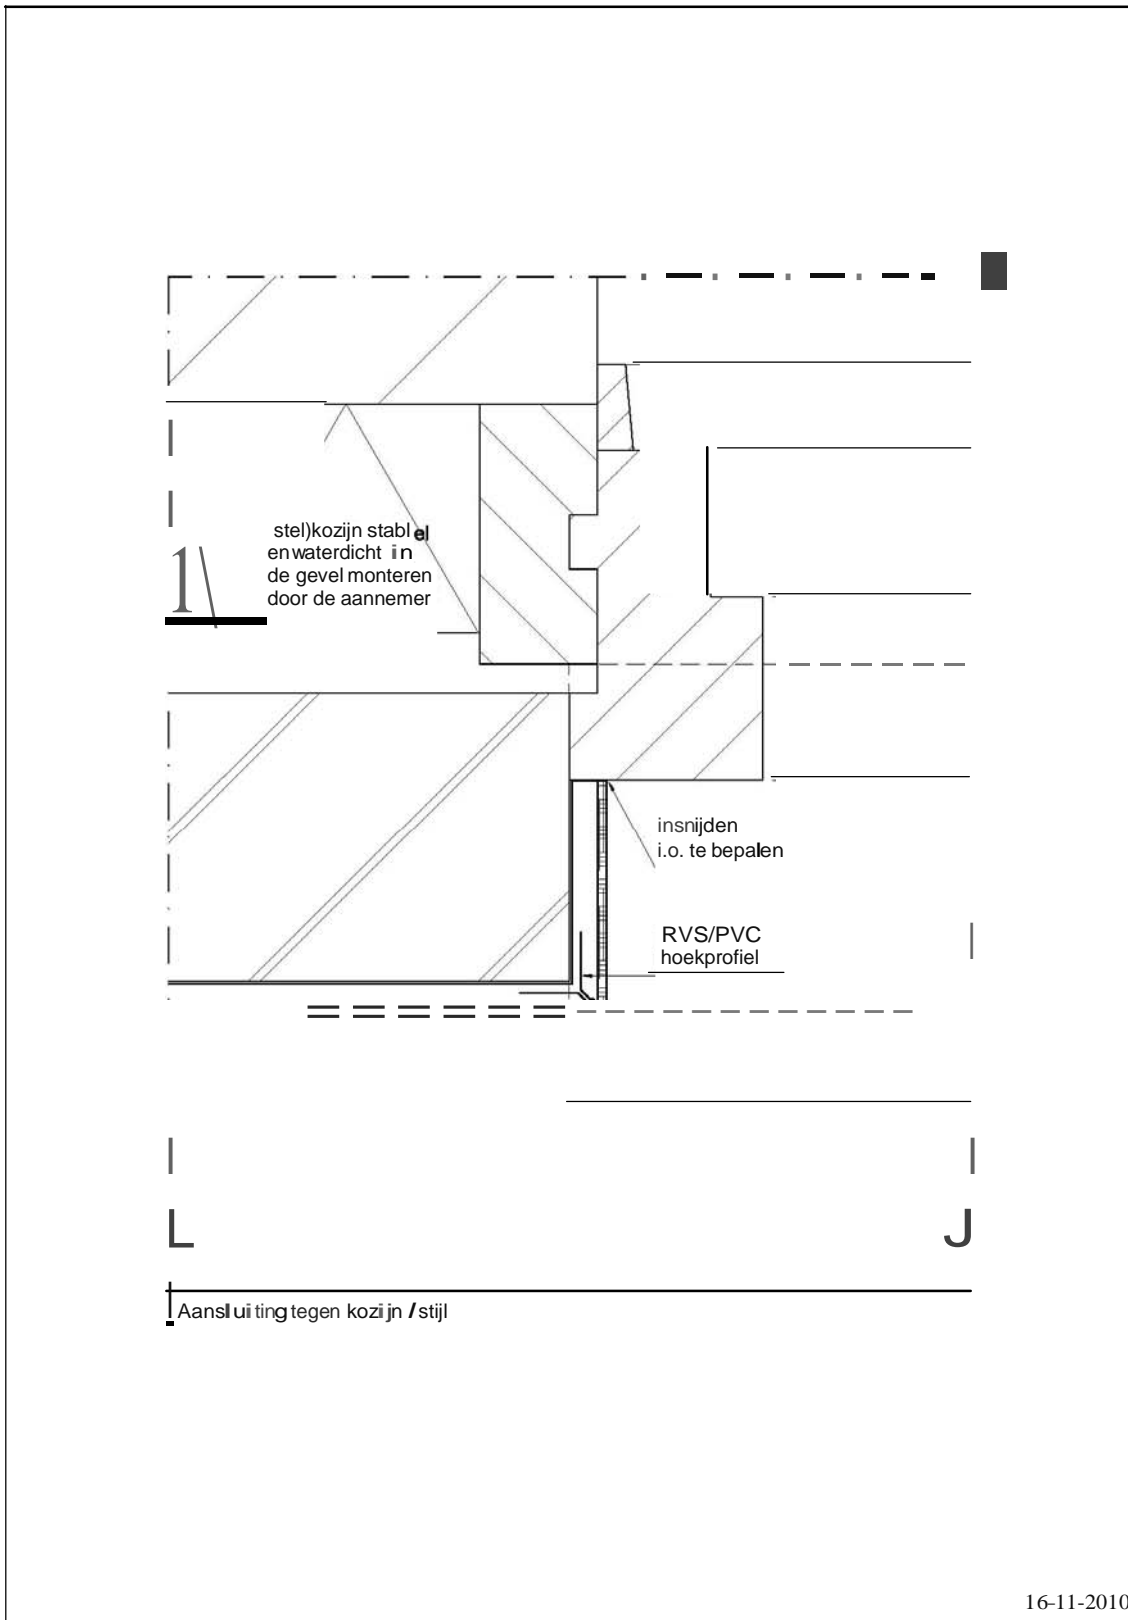 stel)kozijn stabiel
en waterdicht in
de gevel monteren
door de aannemer
insnijden
i.o. te bepalen
RVS/PVC
hoekprofiel
Aansluiting tegen kozijn / stijl
16-11-2010